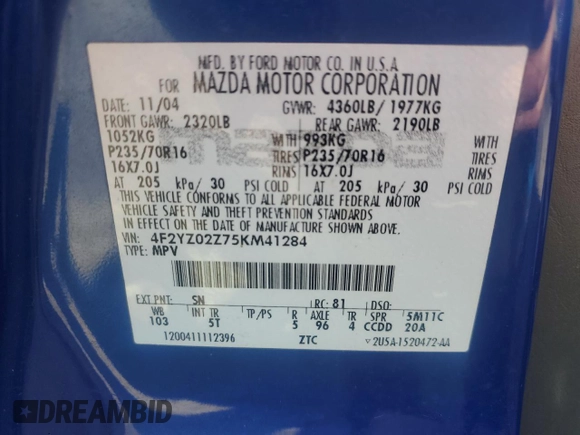 MFD. BY FORD MOTOR CO. IN U.S.A.
FOR MAZDA MOTOR CORPORATION
DATE: 11/04 GVWR: 4360LB/ 1977KG
FRONT GAWR: 2320LB REAR GAWR: 2190LB
1052KG WITH 993KG WITH
P235/70R16 TIRES P235/70R16 TIRES
16X7.0J RIMS 16X7.0J RIMS
AT 205 kPa/ 30 PSI COLD AT 205 kPa/ 30 PSI COLD
THIS VEHICLE CONFORMS TO ALL APPLICABLE FEDERAL MOTOR
VEHICLE SAFETY AND THEFT PREVENTION STANDARDS
IN EFFECT ON THE DATE OF MANUFACTURE SHOWN ABOVE.
VIN: 4F2YZ02Z75KM41284
TYPE: MPV
EXT PNT: SN RC: 81 DSO:
WB INT TR TP/PS R AXLE TR SPR 5M11C
103 5T 5 96 4 CCDD 20A
1200411112396 ZTC V 2U5A-1520472-AA
DREAMBID